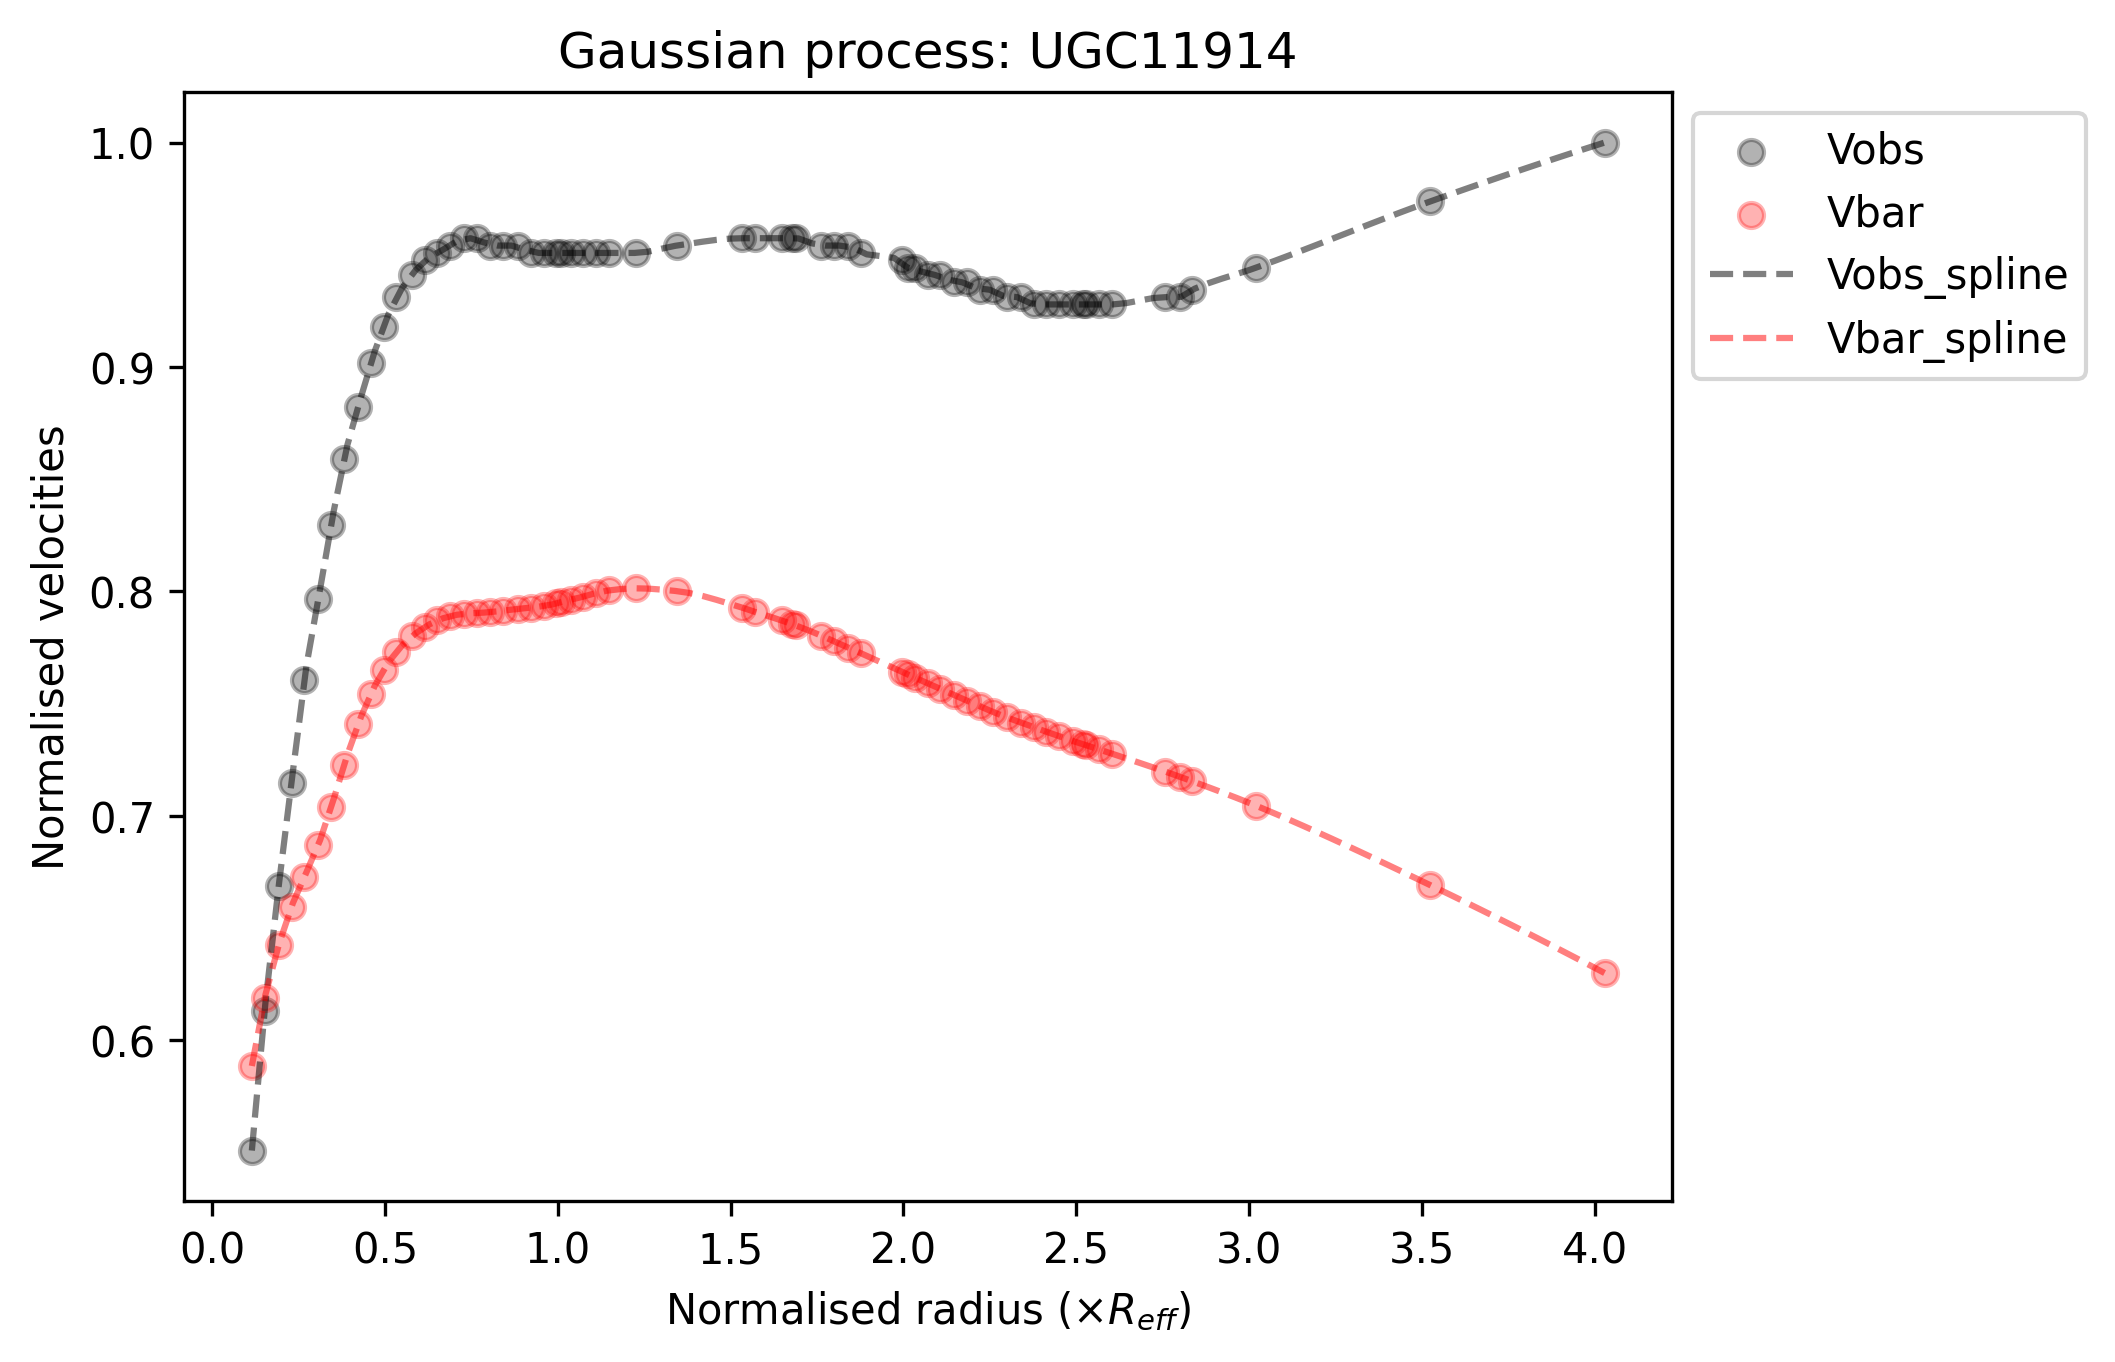 Gaussian process: UGC11914
Normalised velocities
1.0
0.9
0.8
0.7
0.6
0.0 0.5 1.0 1.5 2.0 2.5 3.0 3.5 4.0
Normalised radius (×R_eff)
Vobs
Vbar
Vobs_spline
Vbar_spline